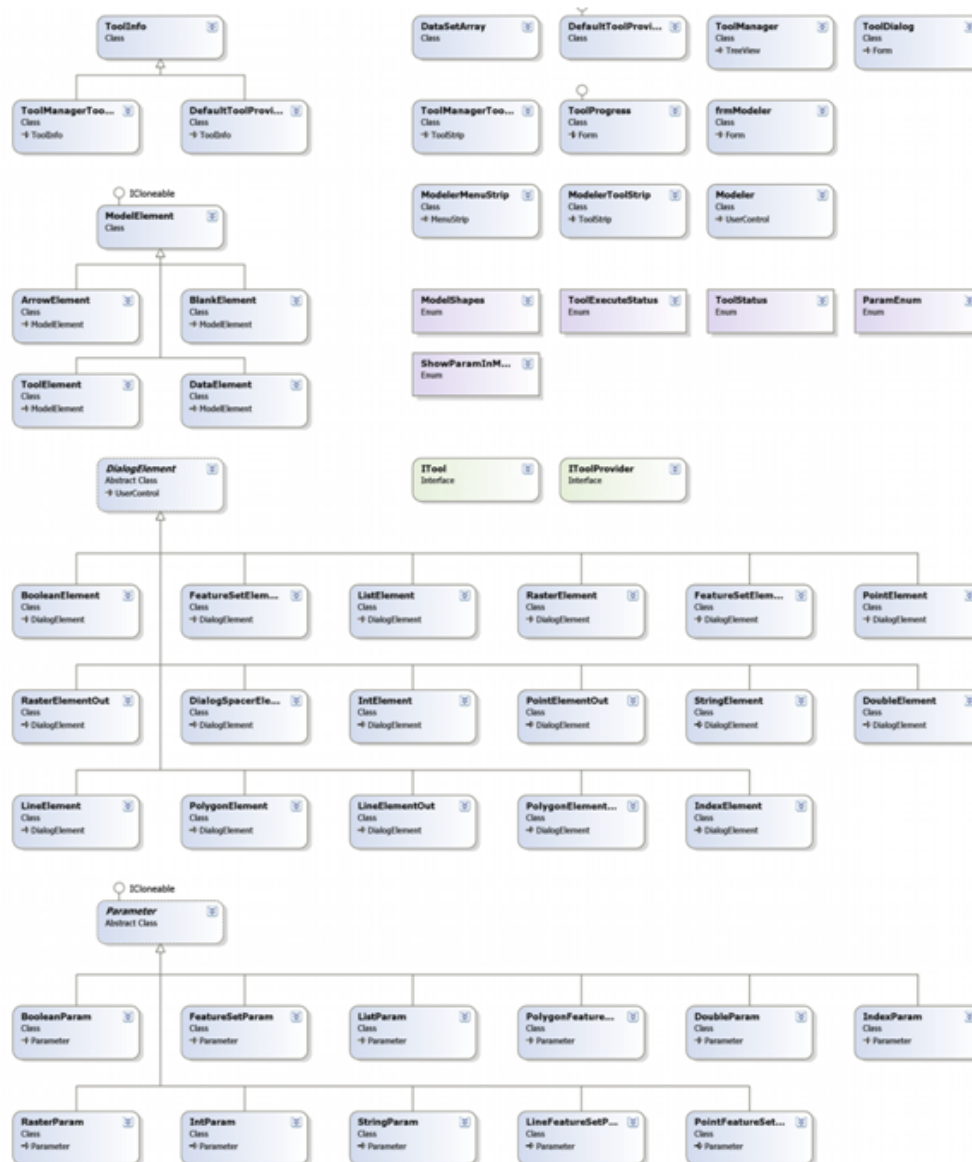 ToolInfo
Class
DataSetArray
Class
DefaultToolProvi...
Class
ToolManager
Class
TreeView
ToolDialog
Class
Form
ToolManagerToo...
Class
ToolInfo
DefaultToolProvi...
Class
ToolInfo
ToolManagerToo...
Class
ToolStrip
ToolProgress
Class
Form
frmModeler
Class
Form
ICloneable
ModelElement
Class
ModelerMenuStrip
Class
MenuStrip
ModelerToolStrip
Class
ToolStrip
Modeler
Class
UserControl
ArrowElement
Class
ModelElement
BlankElement
Class
ModelElement
ModelShapes
Enum
ToolExecuteStatus
Enum
ToolStatus
Enum
ParamEnum
Enum
ShowParamInM...
Enum
ToolElement
Class
ModelElement
DataElement
Class
ModelElement
DialogElement
Abstract Class
UserControl
ITool
Interface
IToolProvider
Interface
BooleanElement
Class
DialogElement
FeatureSetElem...
Class
DialogElement
ListElement
Class
DialogElement
RasterElement
Class
DialogElement
FeatureSetElem...
Class
DialogElement
PointElement
Class
DialogElement
RasterElementOut
Class
DialogElement
DialogSpacerEle...
Class
DialogElement
IntElement
Class
DialogElement
PointElementOut
Class
DialogElement
StringElement
Class
DialogElement
DoubleElement
Class
DialogElement
LineElement
Class
DialogElement
PolygonElement
Class
DialogElement
LineElementOut
Class
DialogElement
PolygonElement...
Class
DialogElement
IndexElement
Class
DialogElement
ICloneable
Parameter
Abstract Class
BooleanParam
Class
Parameter
FeatureSetParam
Class
Parameter
ListParam
Class
Parameter
PolygonFeature...
Class
Parameter
DoubleParam
Class
Parameter
IndexParam
Class
Parameter
RasterParam
Class
Parameter
IntParam
Class
Parameter
StringParam
Class
Parameter
LineFeatureSetP...
Class
Parameter
PointFeatureSet...
Class
Parameter